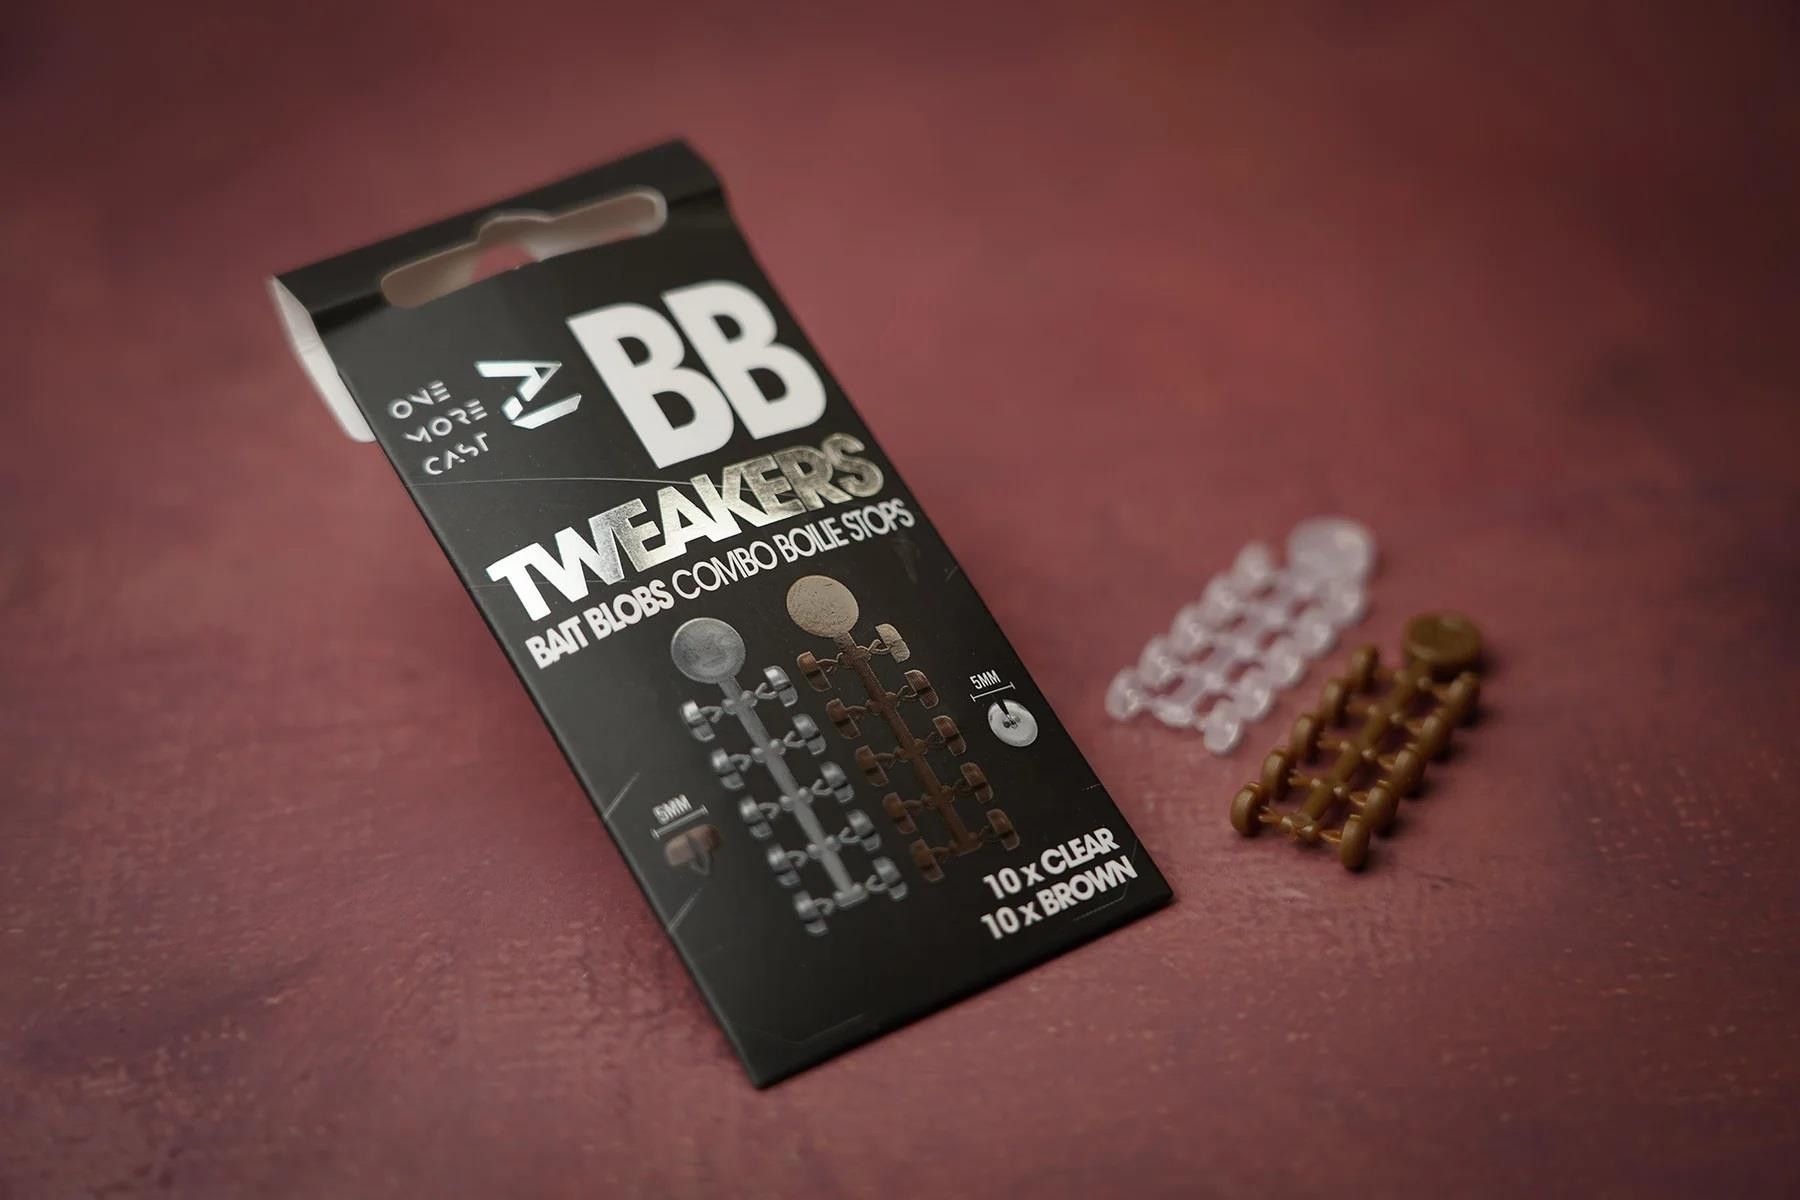 ONE
MORE
CAST
BB
TWEAKERS
BAIT BLOBS COMBO BOILIE STOPS
5MM
5MM
10 x CLEAR
10 x BROWN